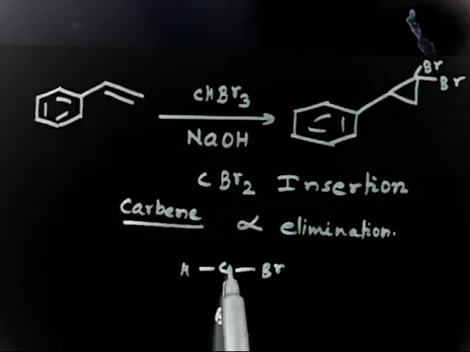 CHBr3
NaOH
Br
Br
CBr2 Insertion
Carbene α elimination.
H - C - Br